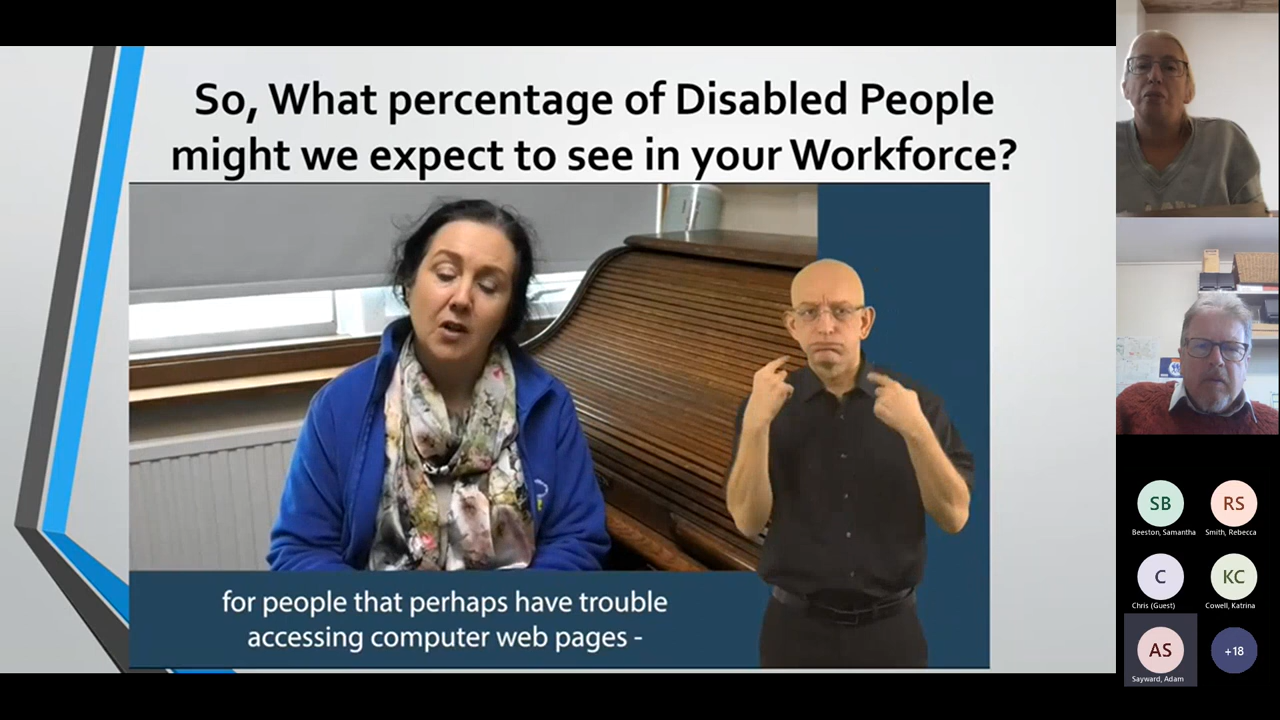 So, What percentage of Disabled People
might we expect to see in your Workforce?
for people that perhaps have trouble
accessing computer web pages -
SB
RS
Beeston, Samantha
Smith, Rebecca
C
KC
Chris (Guest)
Cowell, Katrina
AS
+18
Sayward, Adam